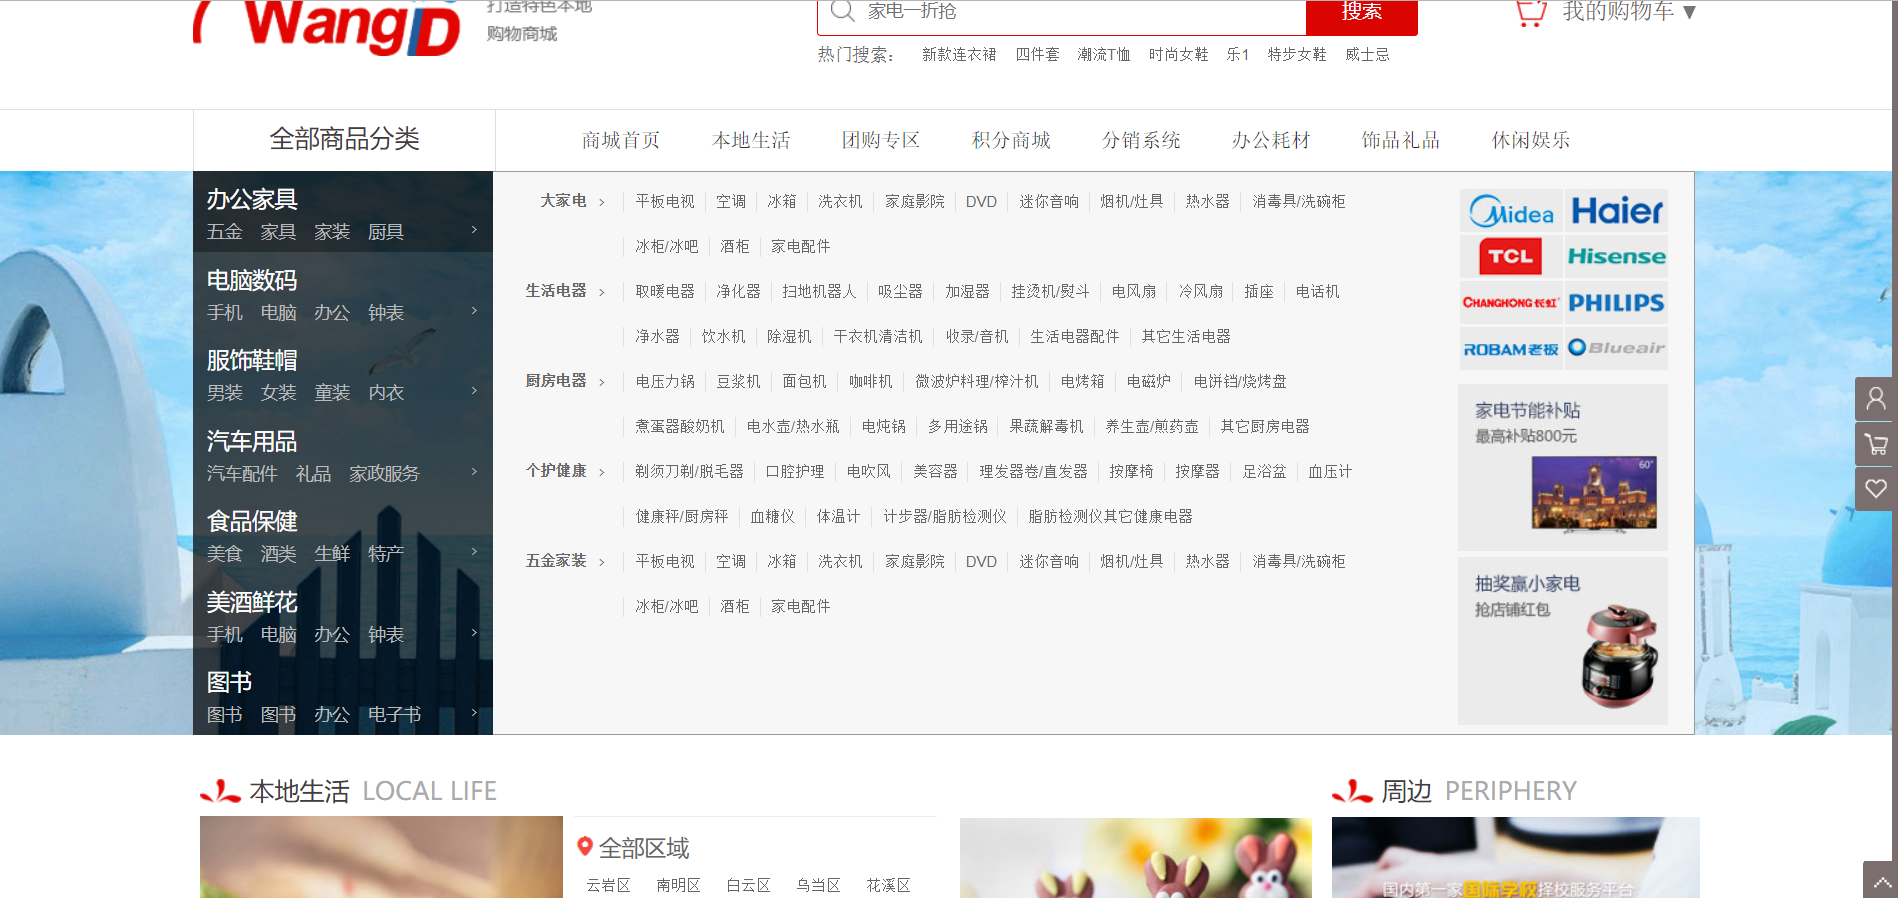 WangD
打造特色本地
购物商城
家电一折抢
搜索
我的购物车 ▼
热门搜索: 新款连衣裙 四件套 潮流T恤 时尚女鞋 乐1 特步女鞋 威士忌
全部商品分类
商城首页 本地生活 团购专区 积分商城 分销系统 办公耗材 饰品礼品 休闲娱乐
办公家具
五金 家具 家装 厨具 >
电脑数码
手机 电脑 办公 钟表 >
服饰鞋帽
男装 女装 童装 内衣 >
汽车用品
汽车配件 礼品 家政服务 >
食品保健
美食 酒类 生鲜 特产 >
美酒鲜花
手机 电脑 办公 钟表 >
图书
图书 图书 办公 电子书 >
大家电 > 平板电视 空调 冰箱 洗衣机 家庭影院 DVD 迷你音响 烟机/灶具 热水器 消毒具/洗碗柜
冰柜/冰吧 酒柜 家电配件
生活电器 > 取暖电器 净化器 扫地机器人 吸尘器 加湿器 挂烫机/熨斗 电风扇 冷风扇 插座 电话机
净水器 饮水机 除湿机 干衣机清洁机 收录/音机 生活电器配件 其它生活电器
厨房电器 > 电压力锅 豆浆机 面包机 咖啡机 微波炉料理/榨汁机 电烤箱 电磁炉 电饼铛/烧烤盘
煮蛋器酸奶机 电水壶/热水瓶 电炖锅 多用途锅 果蔬解毒机 养生壶/煎药壶 其它厨房电器
个护健康 > 剃须刀剃/脱毛器 口腔护理 电吹风 美容器 理发器卷/直发器 按摩椅 按摩器 足浴盆 血压计
健康秤/厨房秤 血糖仪 体温计 计步器/脂肪检测仪 脂肪检测仪其它健康电器
五金家装 > 平板电视 空调 冰箱 洗衣机 家庭影院 DVD 迷你音响 烟机/灶具 热水器 消毒具/洗碗柜
冰柜/冰吧 酒柜 家电配件
Midea Haier
TCL Hisense
CHANGHONG长虹 PHILIPS
ROBAM老板 Blueair
家电节能补贴
最高补贴800元
60"
抽奖赢小家电
抢店铺红包
本地生活 LOCAL LIFE
周边 PERIPHERY
全部区域
云岩区 南明区 白云区 乌当区 花溪区
国内第一家国际学校择校服务平台